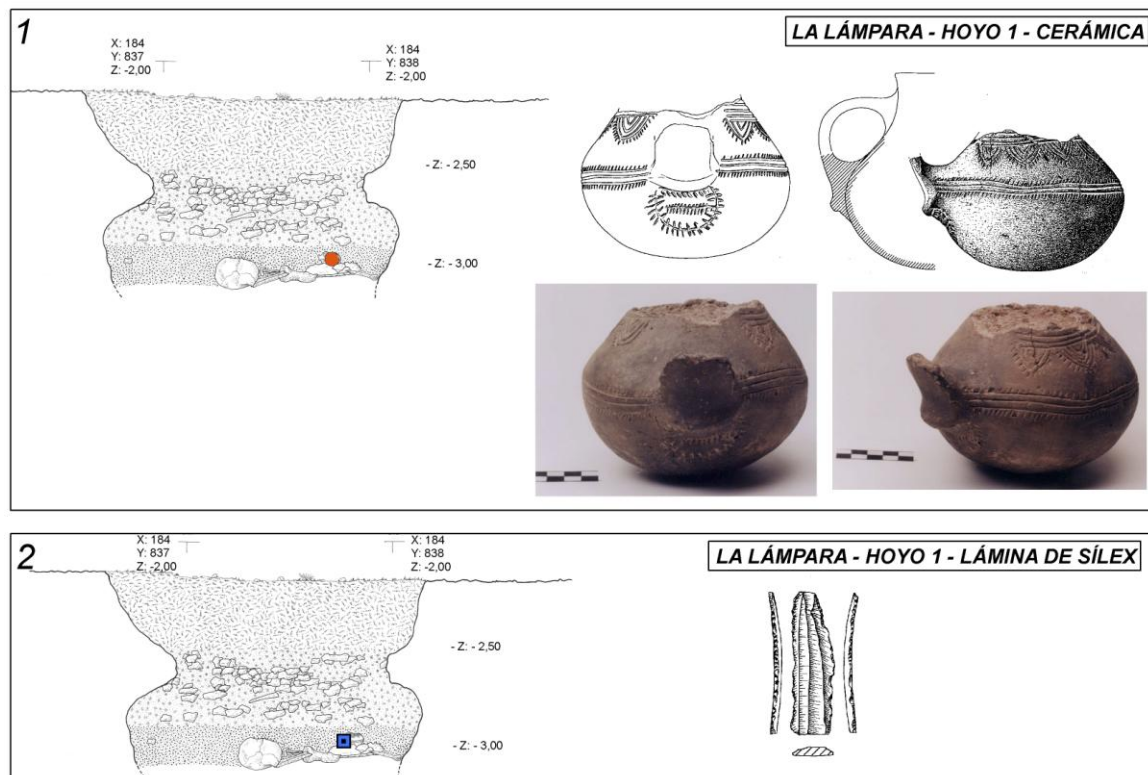 1
LA LÁMPARA - HOYO 1 - CERÁMICA
X: 184
Y: 837
Z: -2,00
X: 184
Y: 838
Z: -2,00
- Z: - 2,50
- Z: - 3,00
2
LA LÁMPARA - HOYO 1 - LÁMINA DE SÍLEX
X: 184
Y: 837
Z: -2,00
X: 184
Y: 838
Z: -2,00
- Z: - 2,50
- Z: - 3,00